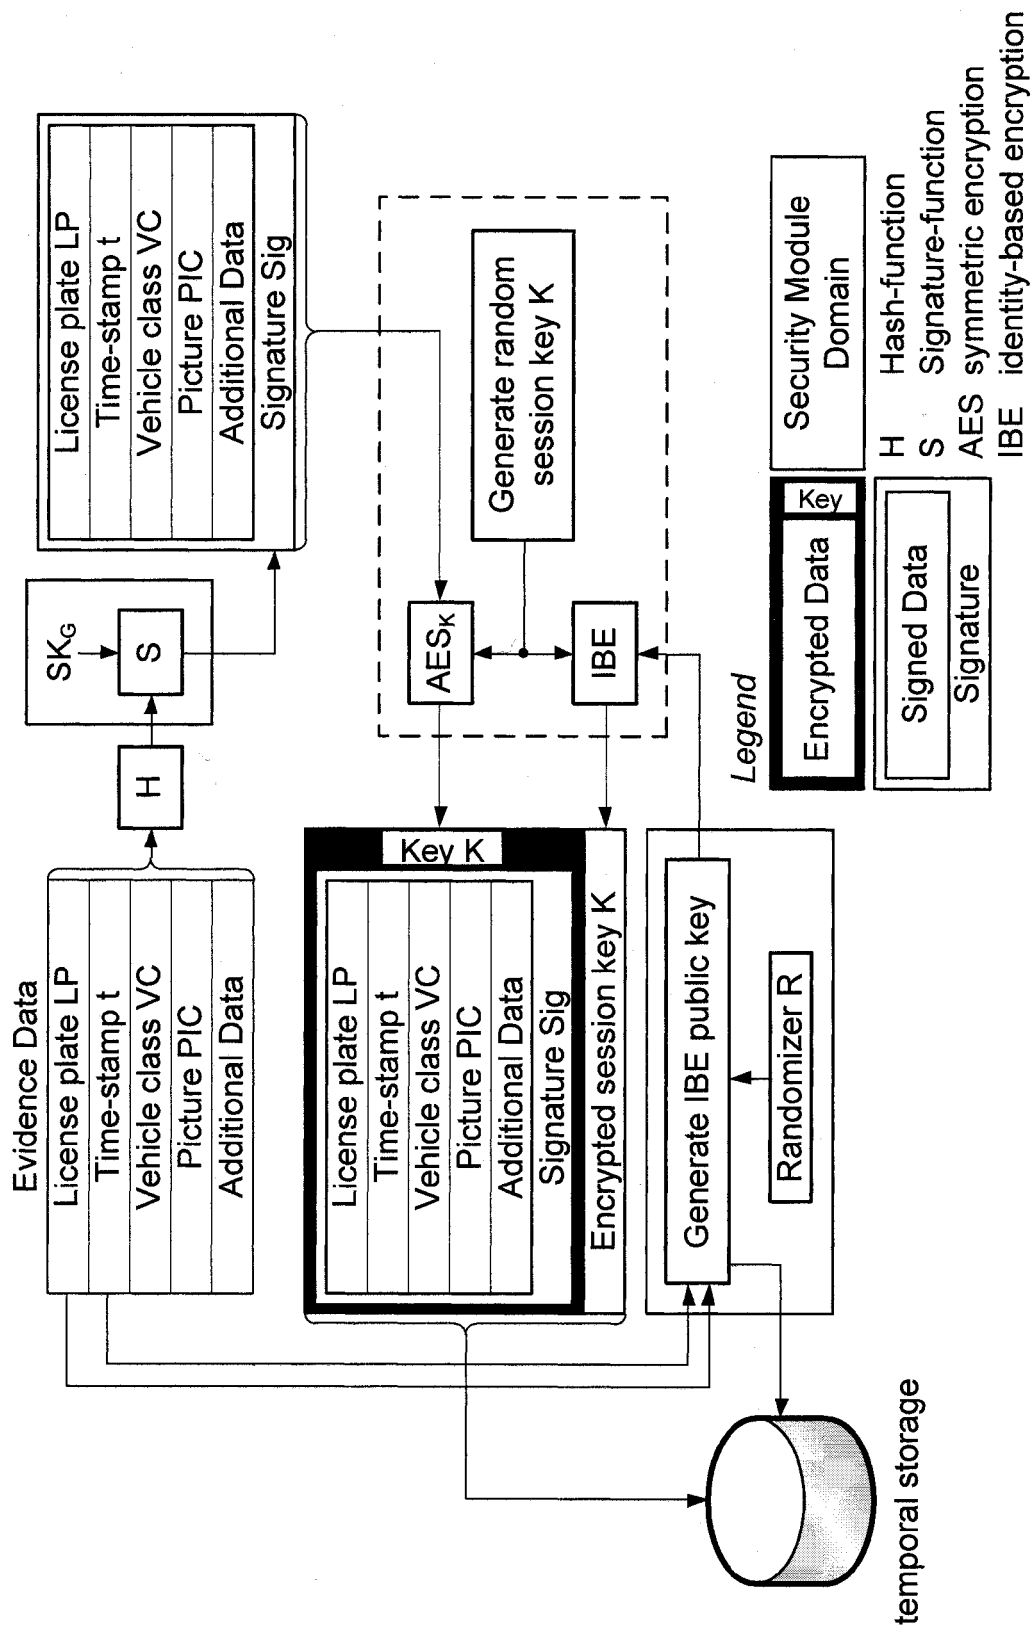 Evidence Data
License plate LP
Time-stamp t
Vehicle class VC
Picture PIC
Additional Data
H
SKG
S
License plate LP
Time-stamp t
Vehicle class VC
Picture PIC
Additional Data
Signature Sig
Key K
License plate LP
Time-stamp t
Vehicle class VC
Picture PIC
Additional Data
Signature Sig
Encrypted session key K
AESK
IBE
Generate random
session key K
Generate IBE public key
Randomizer R
temporal storage
Legend
Encrypted Data
Key
Signed Data
Signature
Security Module
Domain
H Hash-function
S Signature-function
AES symmetric encryption
IBE identity-based encryption